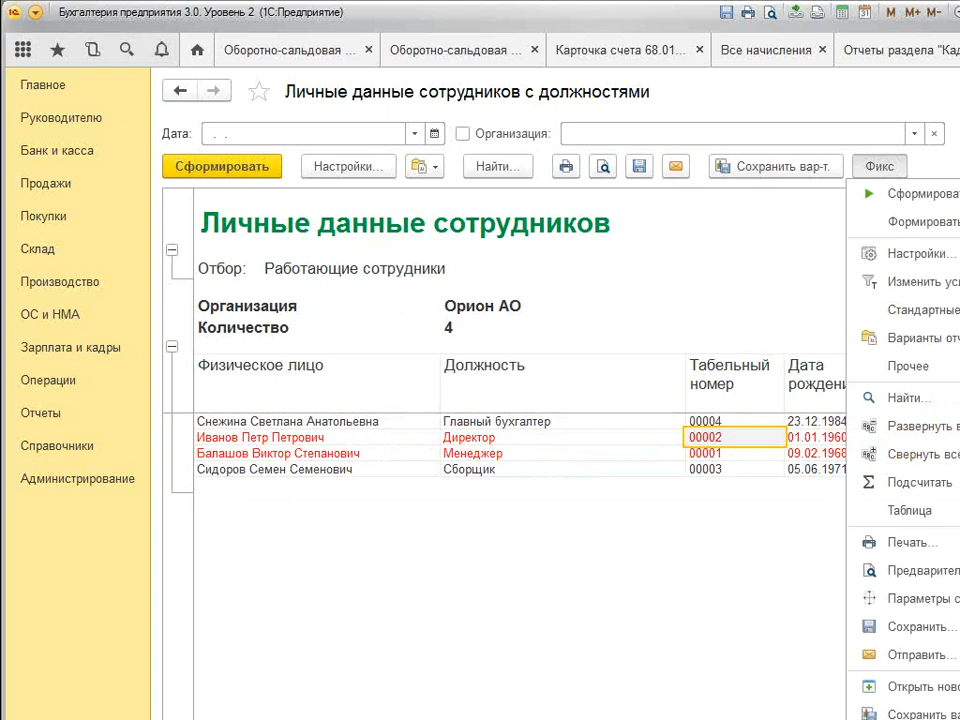 Бухгалтерия предприятия 3.0. Уровень 2 (1С:Предприятие)
M M+ M-
Оборотно-сальдовая ... × Оборотно-сальдовая ... × Карточка счета 68.01... × Все начисления × Отчеты раздела "Кад
Главное
Руководителю
Банк и касса
Продажи
Покупки
Склад
Производство
ОС и НМА
Зарплата и кадры
Операции
Отчеты
Справочники
Администрирование
Личные данные сотрудников с должностями
Дата: . . Организация:
Сформировать Настройки... Найти... Сохранить вар-т. Фикс
Личные данные сотрудников
Отбор: Работающие сотрудники
Организация Орион АО
Количество 4
Физическое лицо Должность Табельный номер Дата рождени
Снежина Светлана Анатольевна Главный бухгалтер 00004 23.12.1984
Иванов Петр Петрович Директор 00002 01.01.1960
Балашов Виктор Степанович Менеджер 00001 09.02.1968
Сидоров Семен Семенович Сборщик 00003 05.06.1971
Сформироват
Формировать
Настройки...
Изменить ус
Стандартные
Варианты отч
Прочее
Найти...
Развернуть в
Свернуть все
Подсчитать
Таблица
Печать...
Предварител
Параметры с
Сохранить...
Отправить...
Открыть ново
Сохранить ва